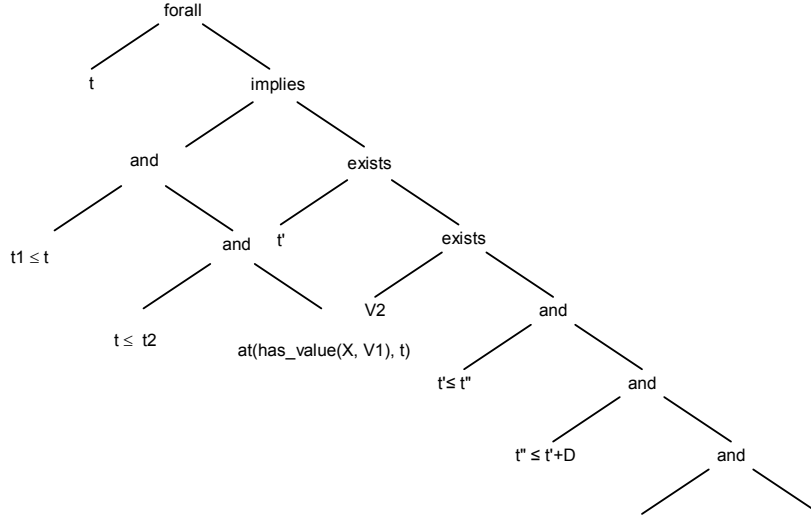 forall
t
implies
and
exists
t1 ≤ t
and
t'
exists
t ≤ t2
at(has_value(X, V1), t)
V2
and
t'≤ t"
and
t" ≤ t'+D
and